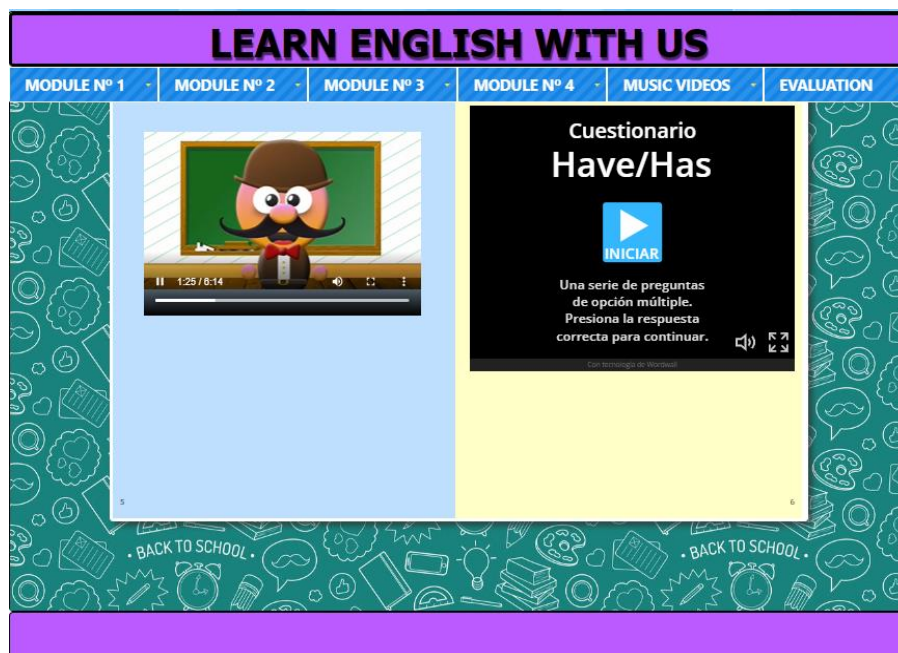 LEARN ENGLISH WITH US
MODULE Nº 1
MODULE Nº 2
MODULE Nº 3
MODULE Nº 4
MUSIC VIDEOS
EVALUATION
1:25 / 6:14
Cuestionario
Have/Has
INICIAR
Una serie de preguntas
de opción múltiple.
Presiona la respuesta
correcta para continuar.
Con tecnología de Wordwall
5
6
• BACK TO SCHOOL •
• BACK TO SCHOOL •